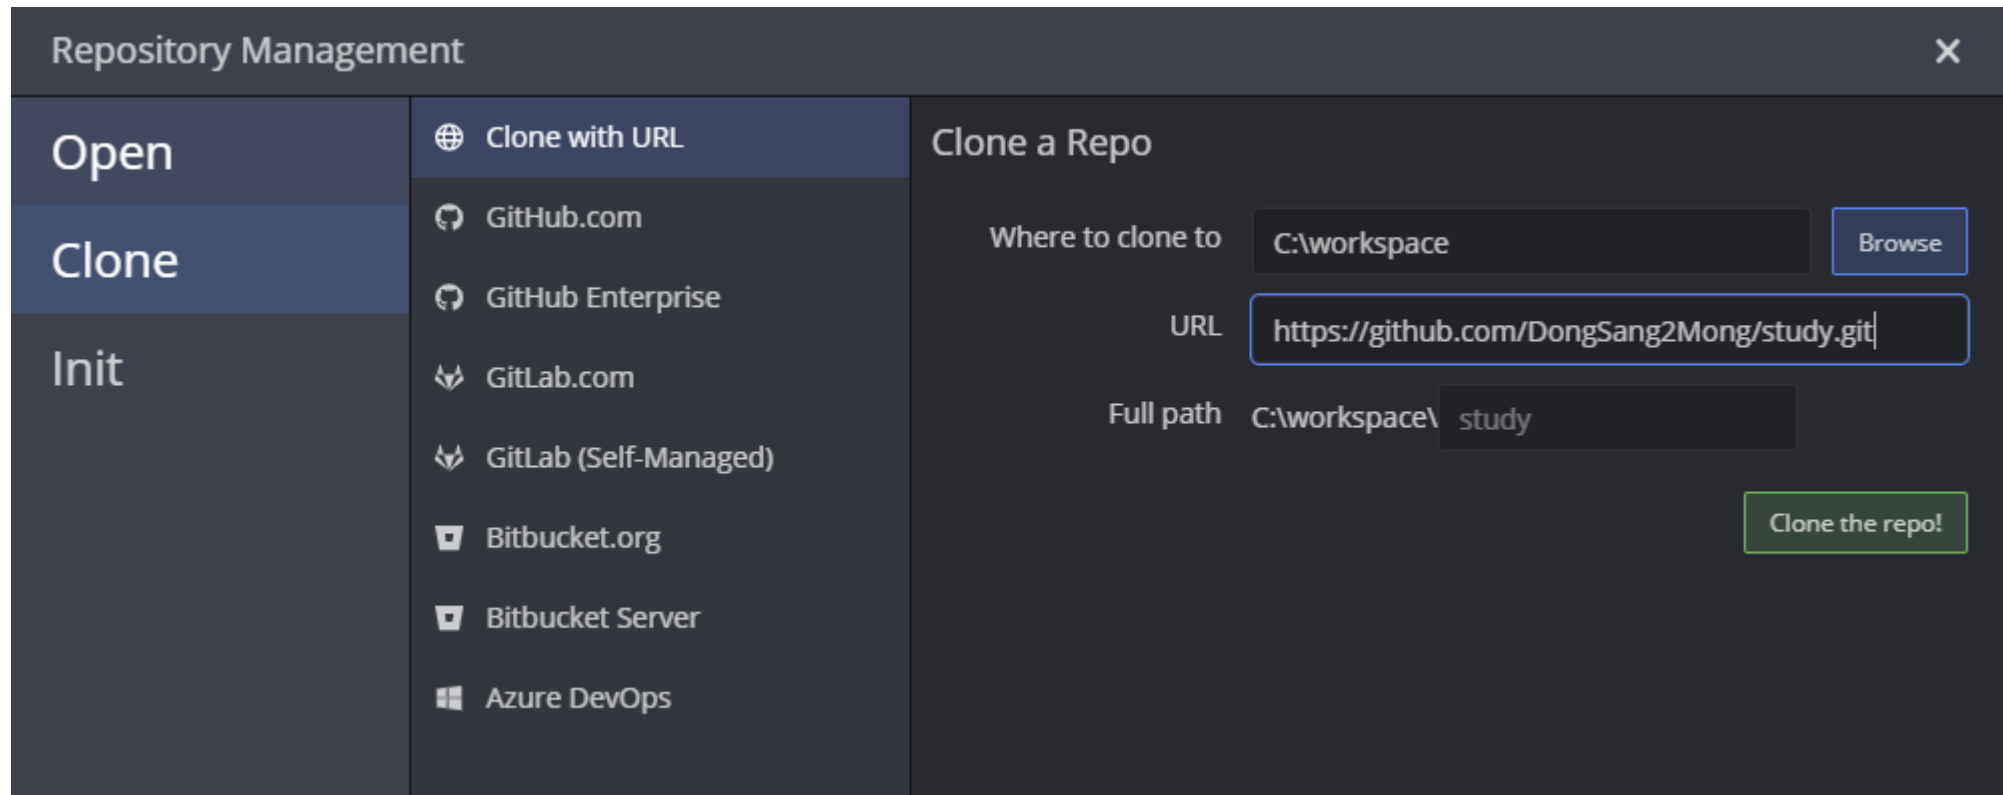 Repository Management
Open
Clone
Init
Clone with URL
GitHub.com
GitHub Enterprise
GitLab.com
GitLab (Self-Managed)
Bitbucket.org
Bitbucket Server
Azure DevOps
Clone a Repo
Where to clone to C:\workspace Browse
URL https://github.com/DongSang2Mong/study.git
Full path C:\workspace\ study
Clone the repo!